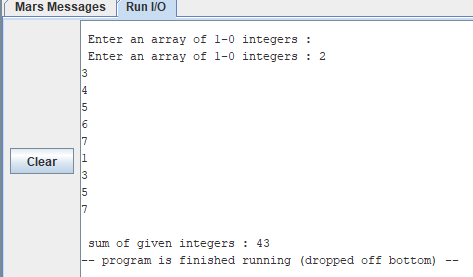 Mars Messages Run I/O
Enter an array of l-0 integers :
Enter an array of l-0 integers : 2
3
4
5
6
7
1
3
5
7
Clear
sum of given integers : 43
-- program is finished running (dropped off bottom) --